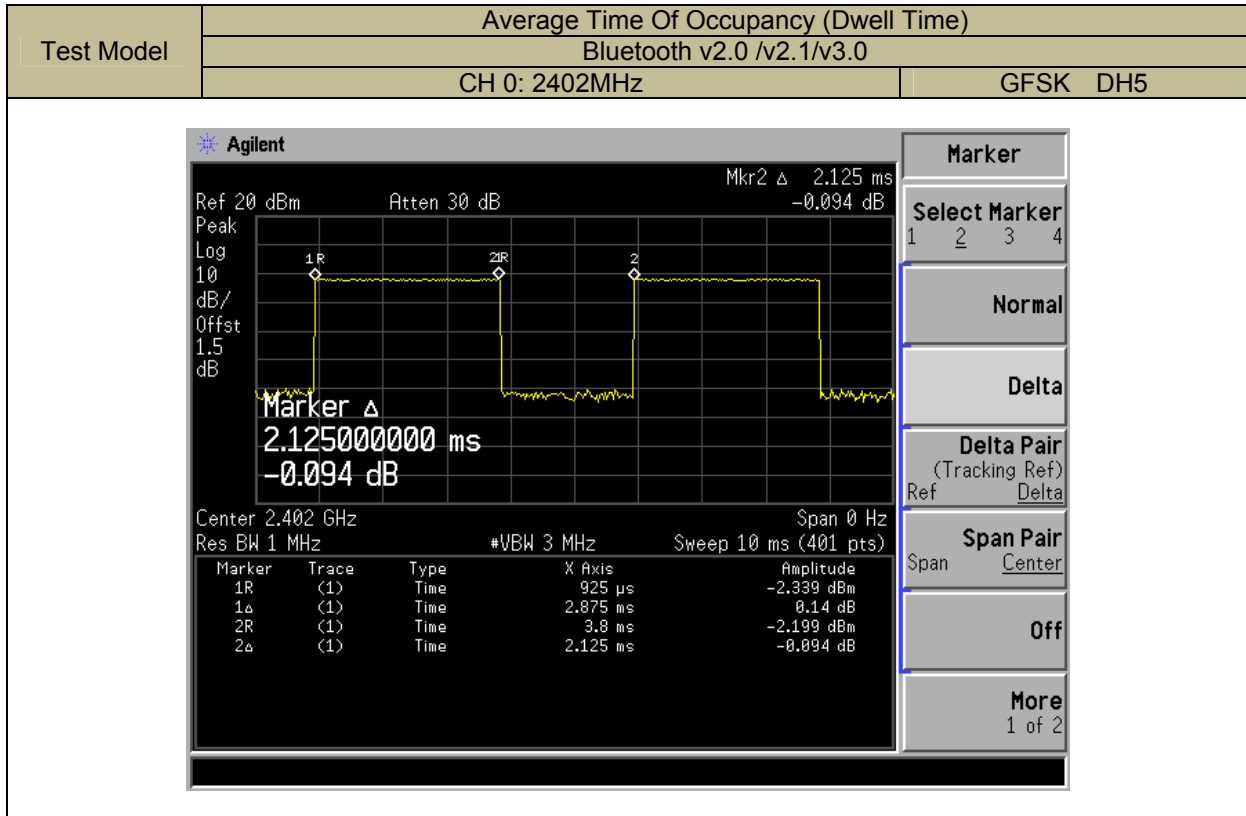 Test Model
Average Time Of Occupancy (Dwell Time)
Bluetooth v2.0 /v2.1/v3.0
CH 0: 2402MHz GFSK DH5
Agilent
Mkr2 Δ 2.125 ms
Ref 20 dBm Atten 30 dB -0.094 dB
Peak
Log
10
dB/
Offst
1.5
dB
1R 21R 2
Marker Δ
2.125000000 ms
-0.094 dB
Center 2.402 GHz Span 0 Hz
Res BW 1 MHz #VBW 3 MHz Sweep 10 ms (401 pts)
Marker Trace Type X Axis Amplitude
1R (1) Time 925 µs -2.339 dBm
1Δ (1) Time 2.875 ms 0.14 dB
2R (1) Time 3.8 ms -2.199 dBm
2Δ (1) Time 2.125 ms -0.094 dB
Marker
Select Marker
1 2 3 4
Normal
Delta
Delta Pair
(Tracking Ref)
Ref Delta
Span Pair
Span Center
Off
More
1 of 2